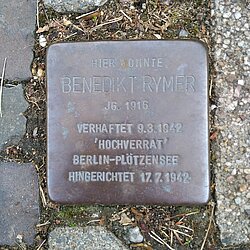 HIER WOHNTE
BENEDIKT RYMER
JG. 1916
VERHAFTET 9.3.1942
'HOCHVERRAT'
BERLIN-PLÖTZENSEE
HINGERICHTET 17.7.1942